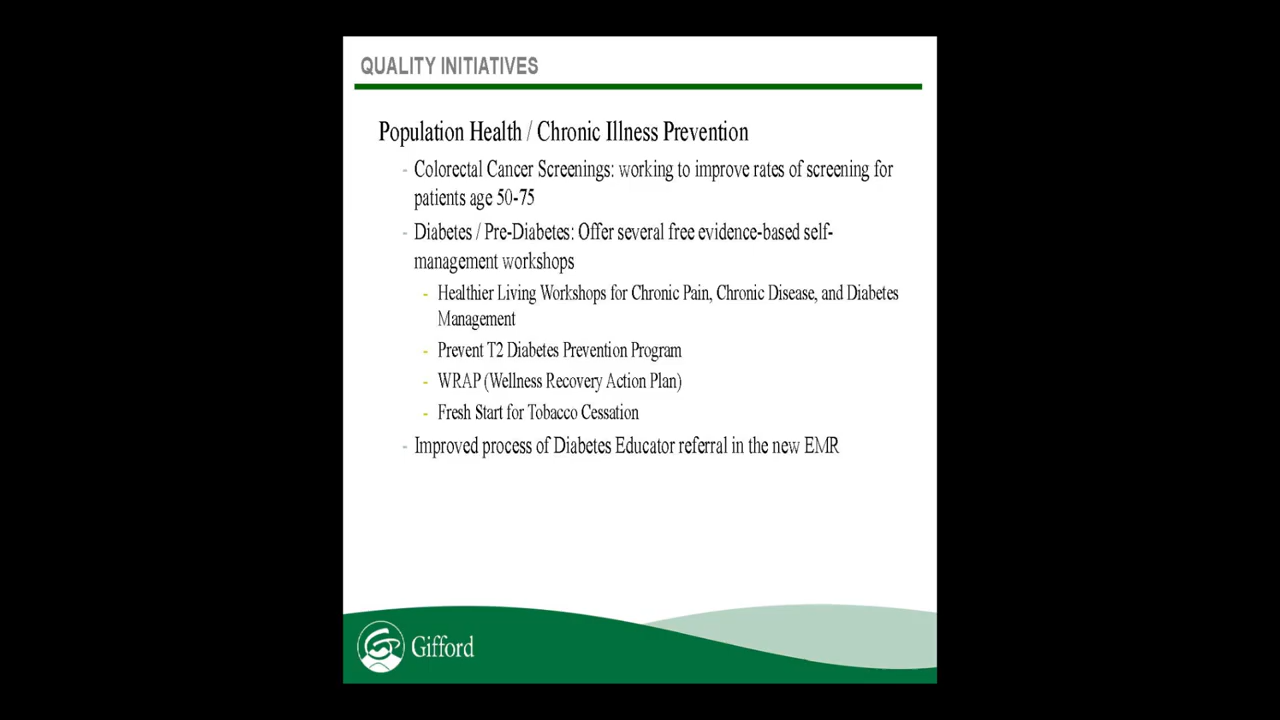 QUALITY INITIATIVES
Population Health / Chronic Illness Prevention
- Colorectal Cancer Screenings: working to improve rates of screening for
patients age 50-75
- Diabetes / Pre-Diabetes: Offer several free evidence-based self-
management workshops
- Healthier Living Workshops for Chronic Pain, Chronic Disease, and Diabetes
Management
- Prevent T2 Diabetes Prevention Program
- WRAP (Wellness Recovery Action Plan)
- Fresh Start for Tobacco Cessation
- Improved process of Diabetes Educator referral in the new EMR
Gifford